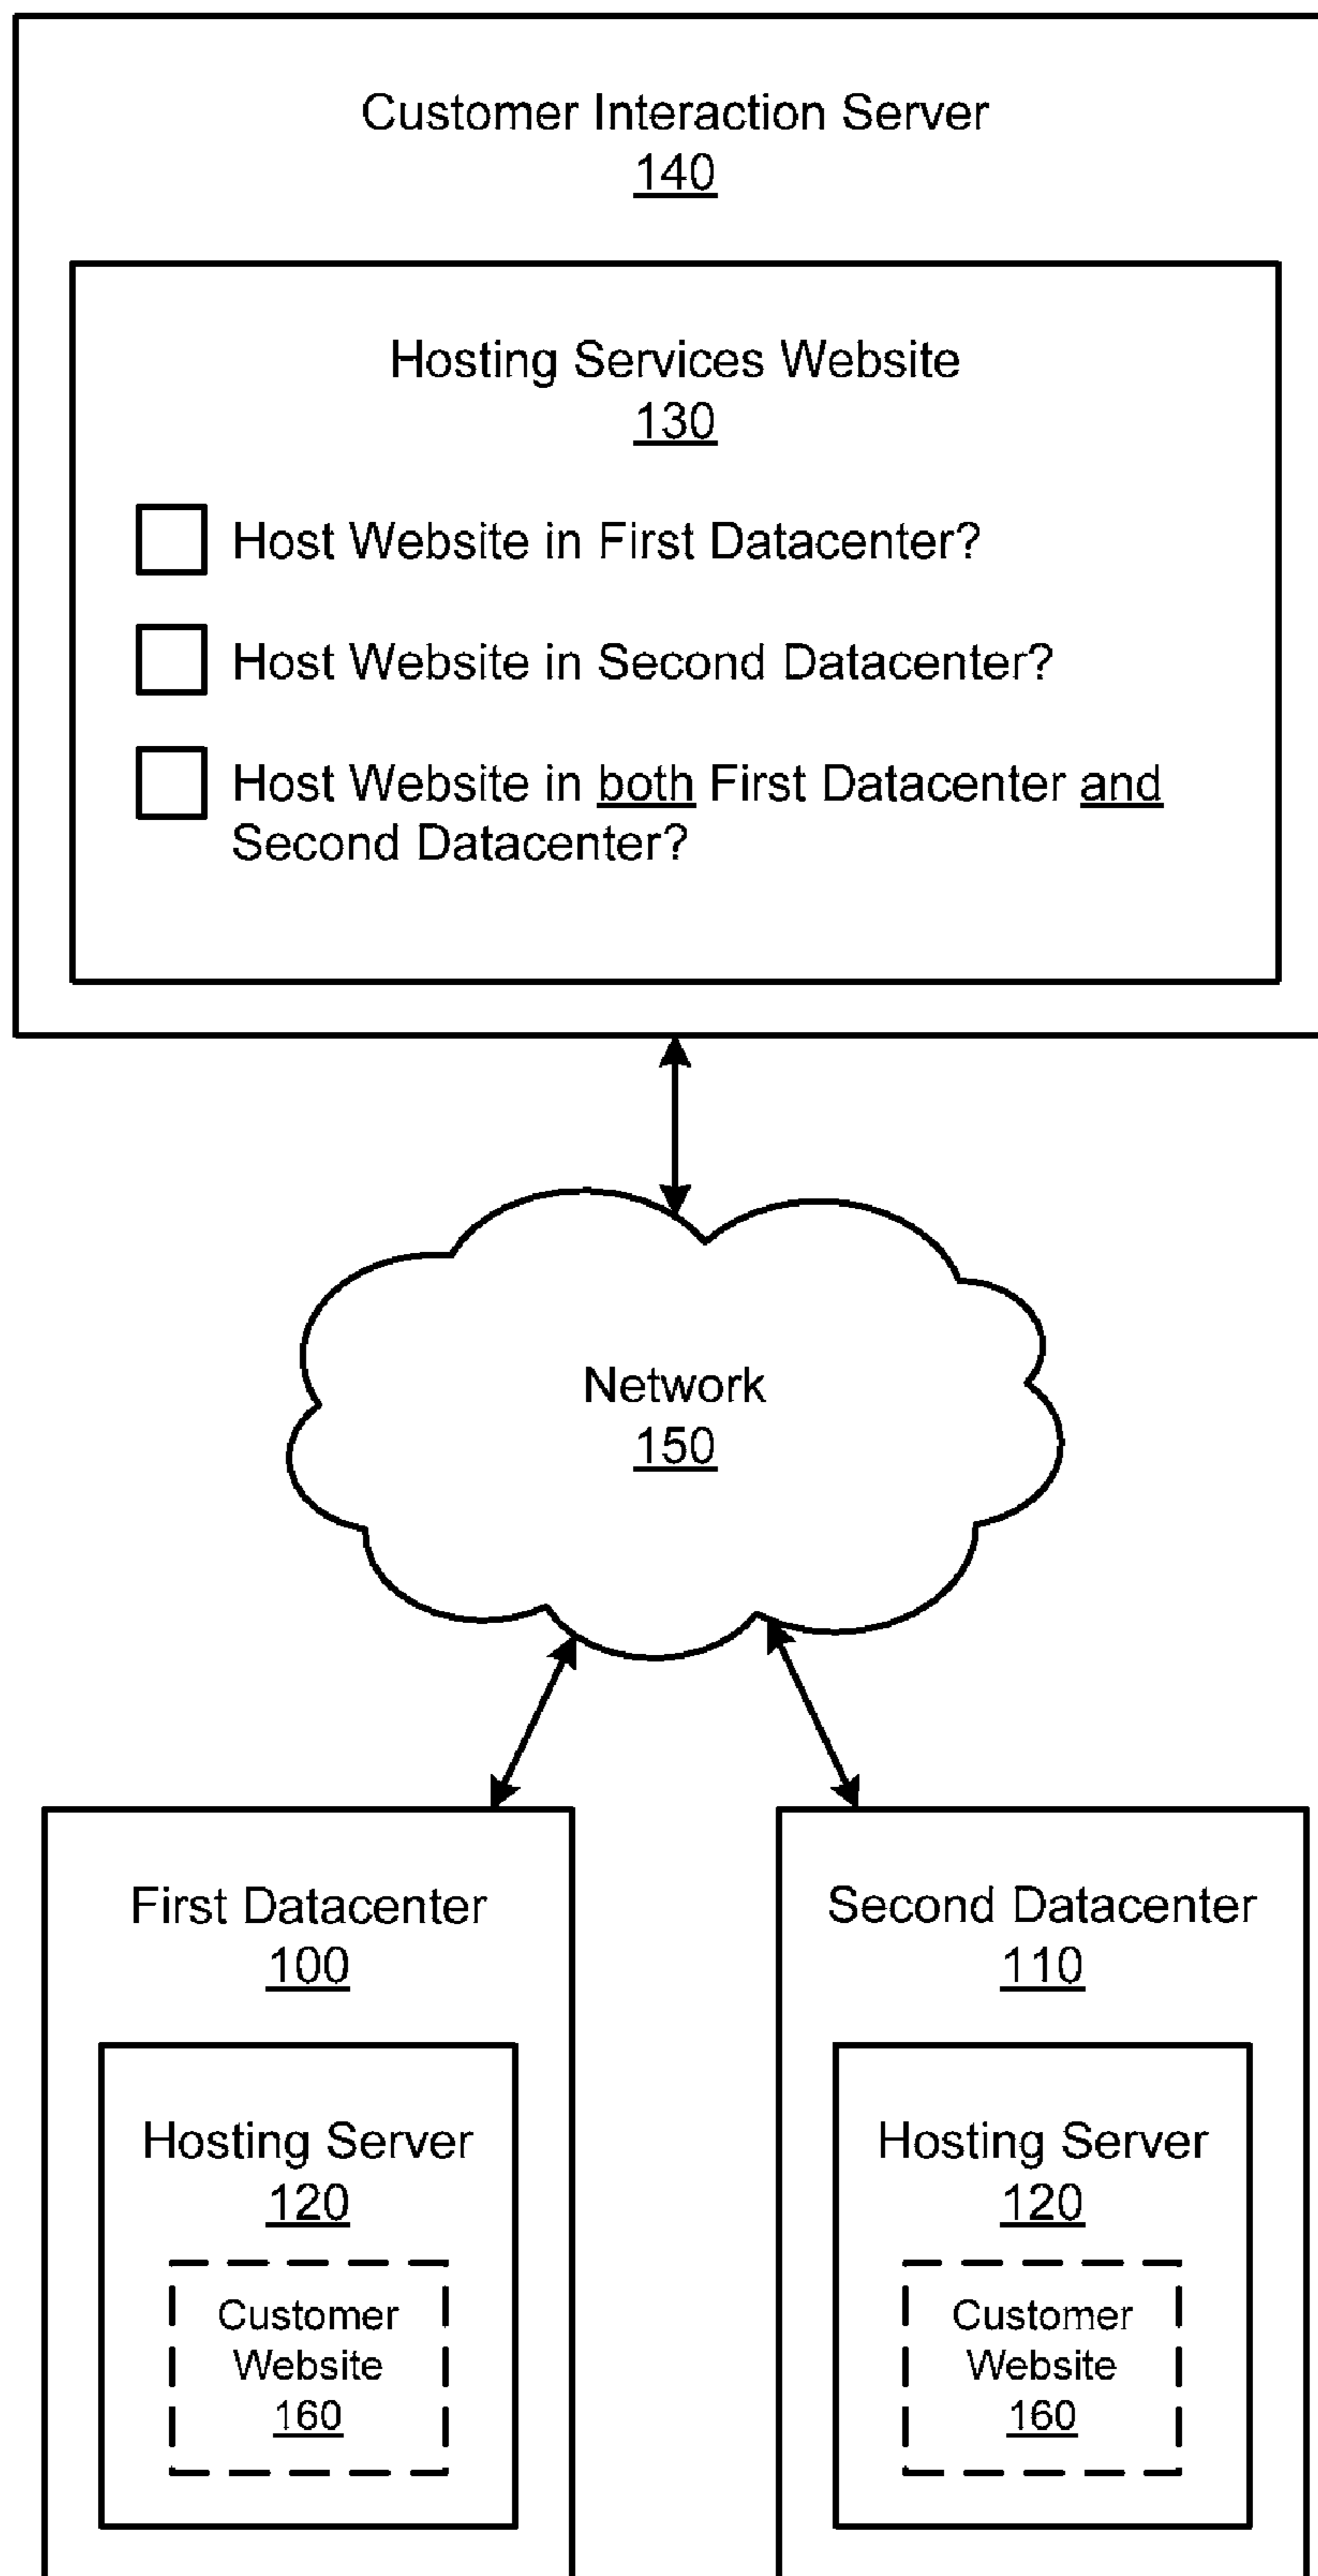 Customer Interaction Server
140
Hosting Services Website
130
Host Website in First Datacenter?
Host Website in Second Datacenter?
Host Website in both First Datacenter and
Second Datacenter?
Network
150
First Datacenter
100
Hosting Server
120
Customer
Website
160
Second Datacenter
110
Hosting Server
120
Customer
Website
160